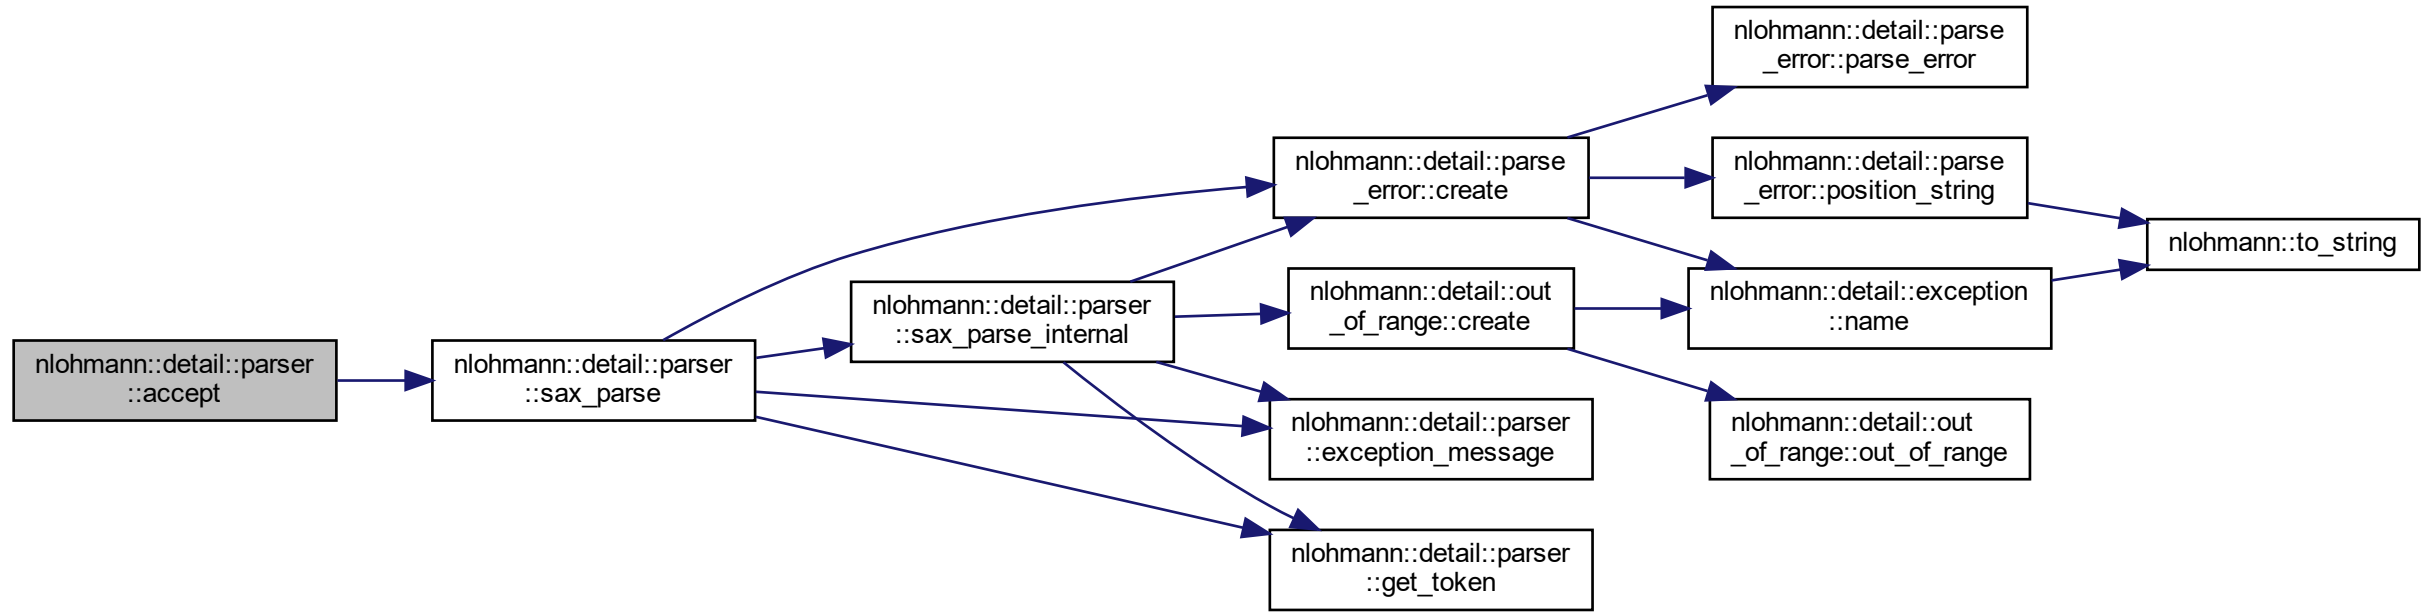 nlohmann::detail::parser
::accept
nlohmann::detail::parser
::sax_parse
nlohmann::detail::parser
::sax_parse_internal
nlohmann::detail::parse
_error::create
nlohmann::detail::out
_of_range::create
nlohmann::detail::parser
::exception_message
nlohmann::detail::parser
::get_token
nlohmann::detail::parse
_error::parse_error
nlohmann::detail::parse
_error::position_string
nlohmann::detail::exception
::name
nlohmann::detail::out
_of_range::out_of_range
nlohmann::to_string